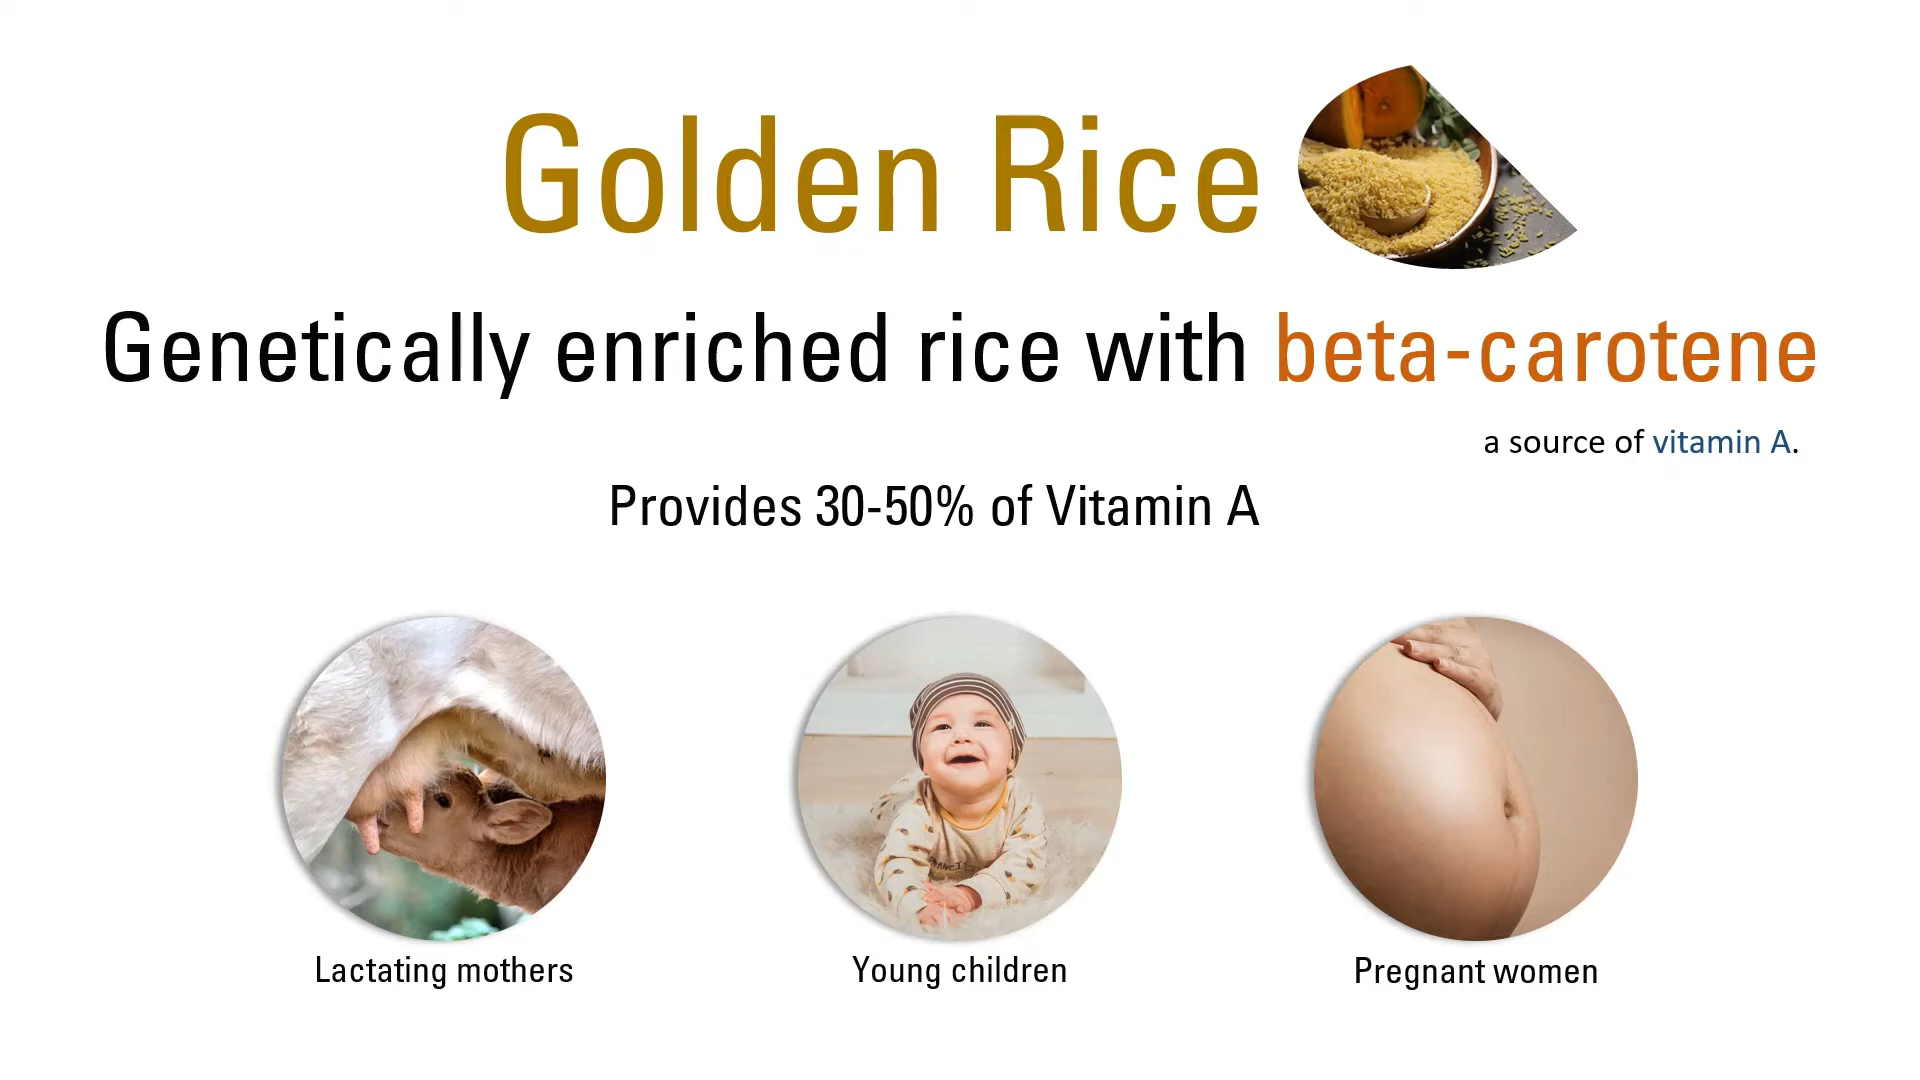 Golden Rice
Genetically enriched rice with beta-carotene
a source of vitamin A.
Provides 30-50% of Vitamin A
Lactating mothers
Young children
Pregnant women